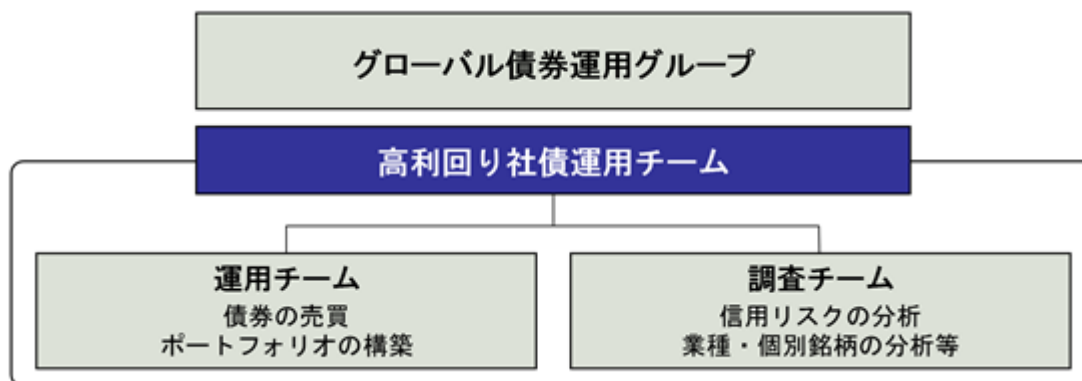 グローバル債券運用グループ
高利回り社債運用チーム
運用チーム
債券の売買
ポートフォリオの構築
調査チーム
信用リスクの分析
業種・個別銘柄の分析等